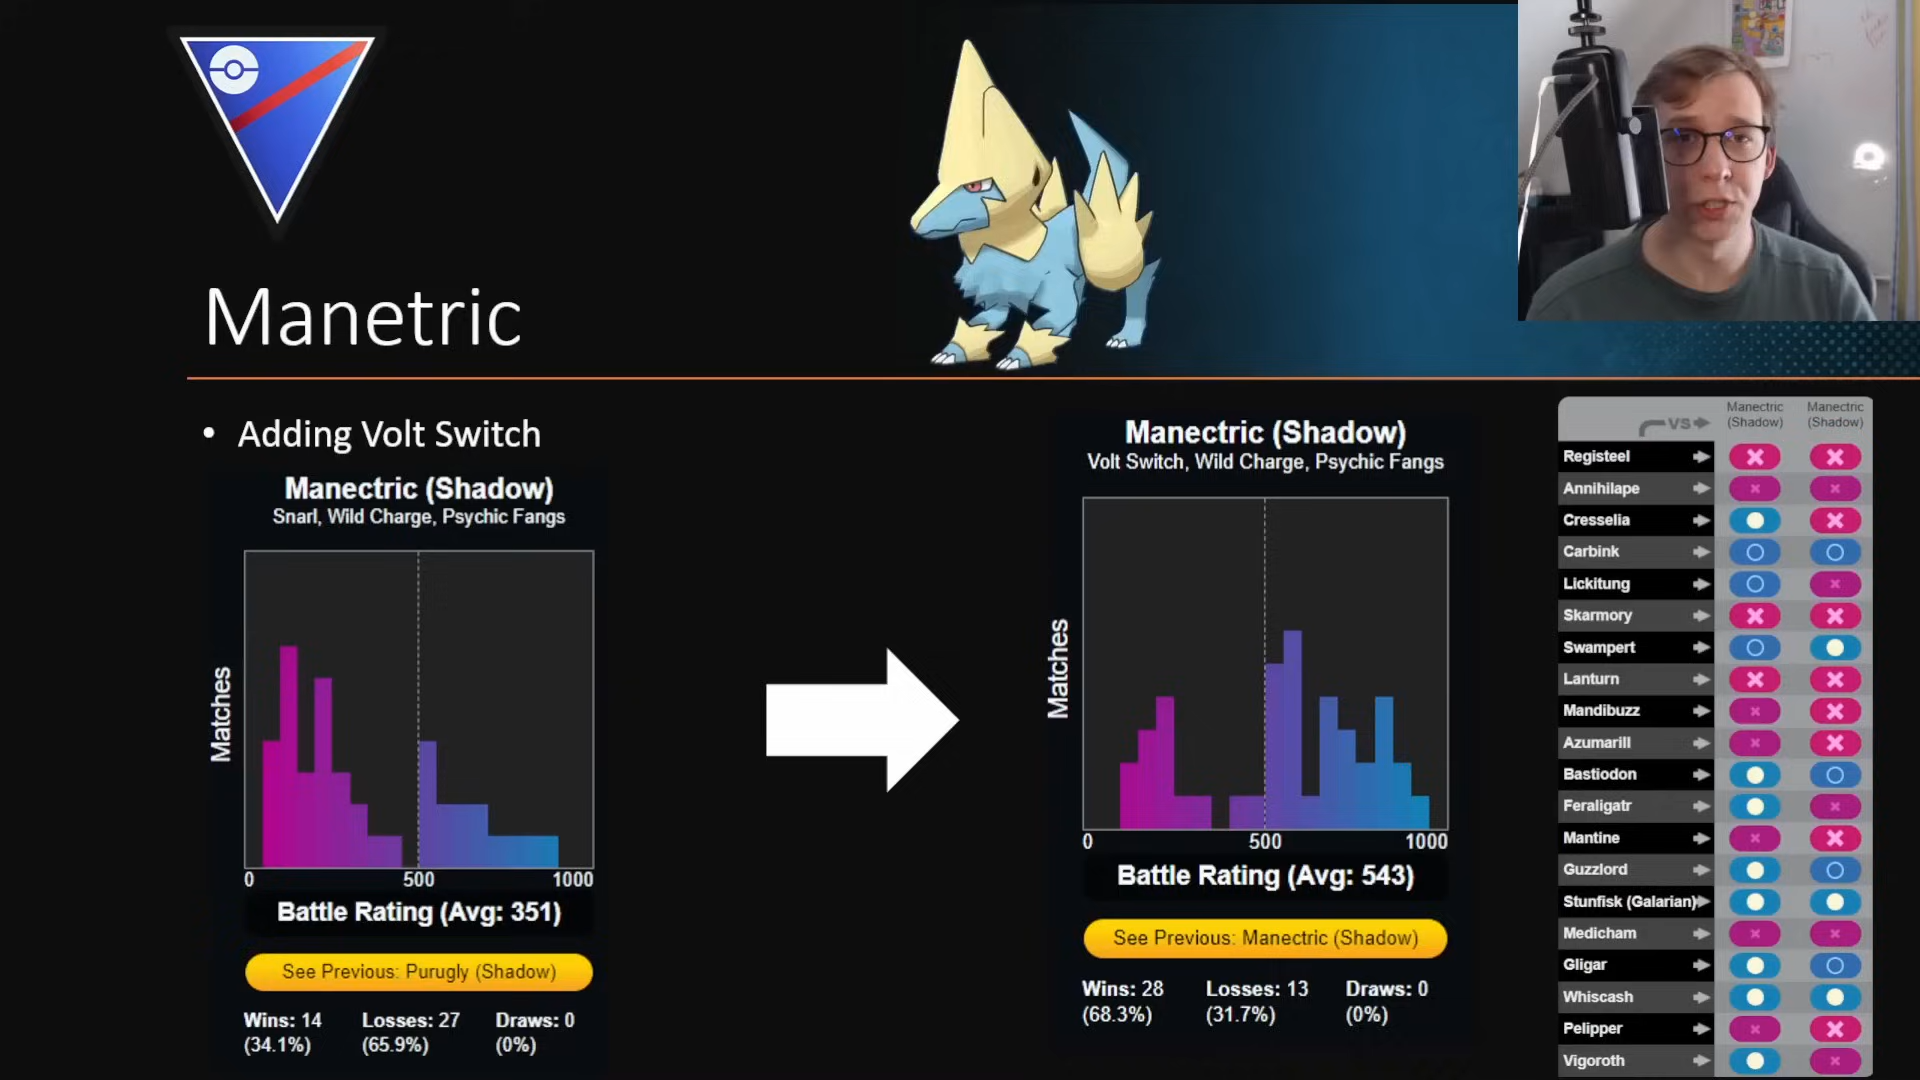 Manetric
• Adding Volt Switch
Manectric (Shadow)
Snarl, Wild Charge, Psychic Fangs
Matches
0 500 1000
Battle Rating (Avg: 351)
See Previous: Purugly (Shadow)
Wins: 14 Losses: 27 Draws: 0
(34.1%) (65.9%) (0%)
Manectric (Shadow)
Volt Switch, Wild Charge, Psychic Fangs
Matches
0 500 1000
Battle Rating (Avg: 543)
See Previous: Manectric (Shadow)
Wins: 28 Losses: 13 Draws: 0
(68.3%) (31.7%) (0%)
VS
Manectric (Shadow)
Manectric (Shadow)
Registeel
Annihilape
Cresselia
Carbink
Lickitung
Skarmory
Swampert
Lanturn
Mandibuzz
Azumarill
Bastiodon
Feraligatr
Mantine
Guzzlord
Stunfisk (Galarian)
Medicham
Gligar
Whiscash
Pelipper
Vigoroth